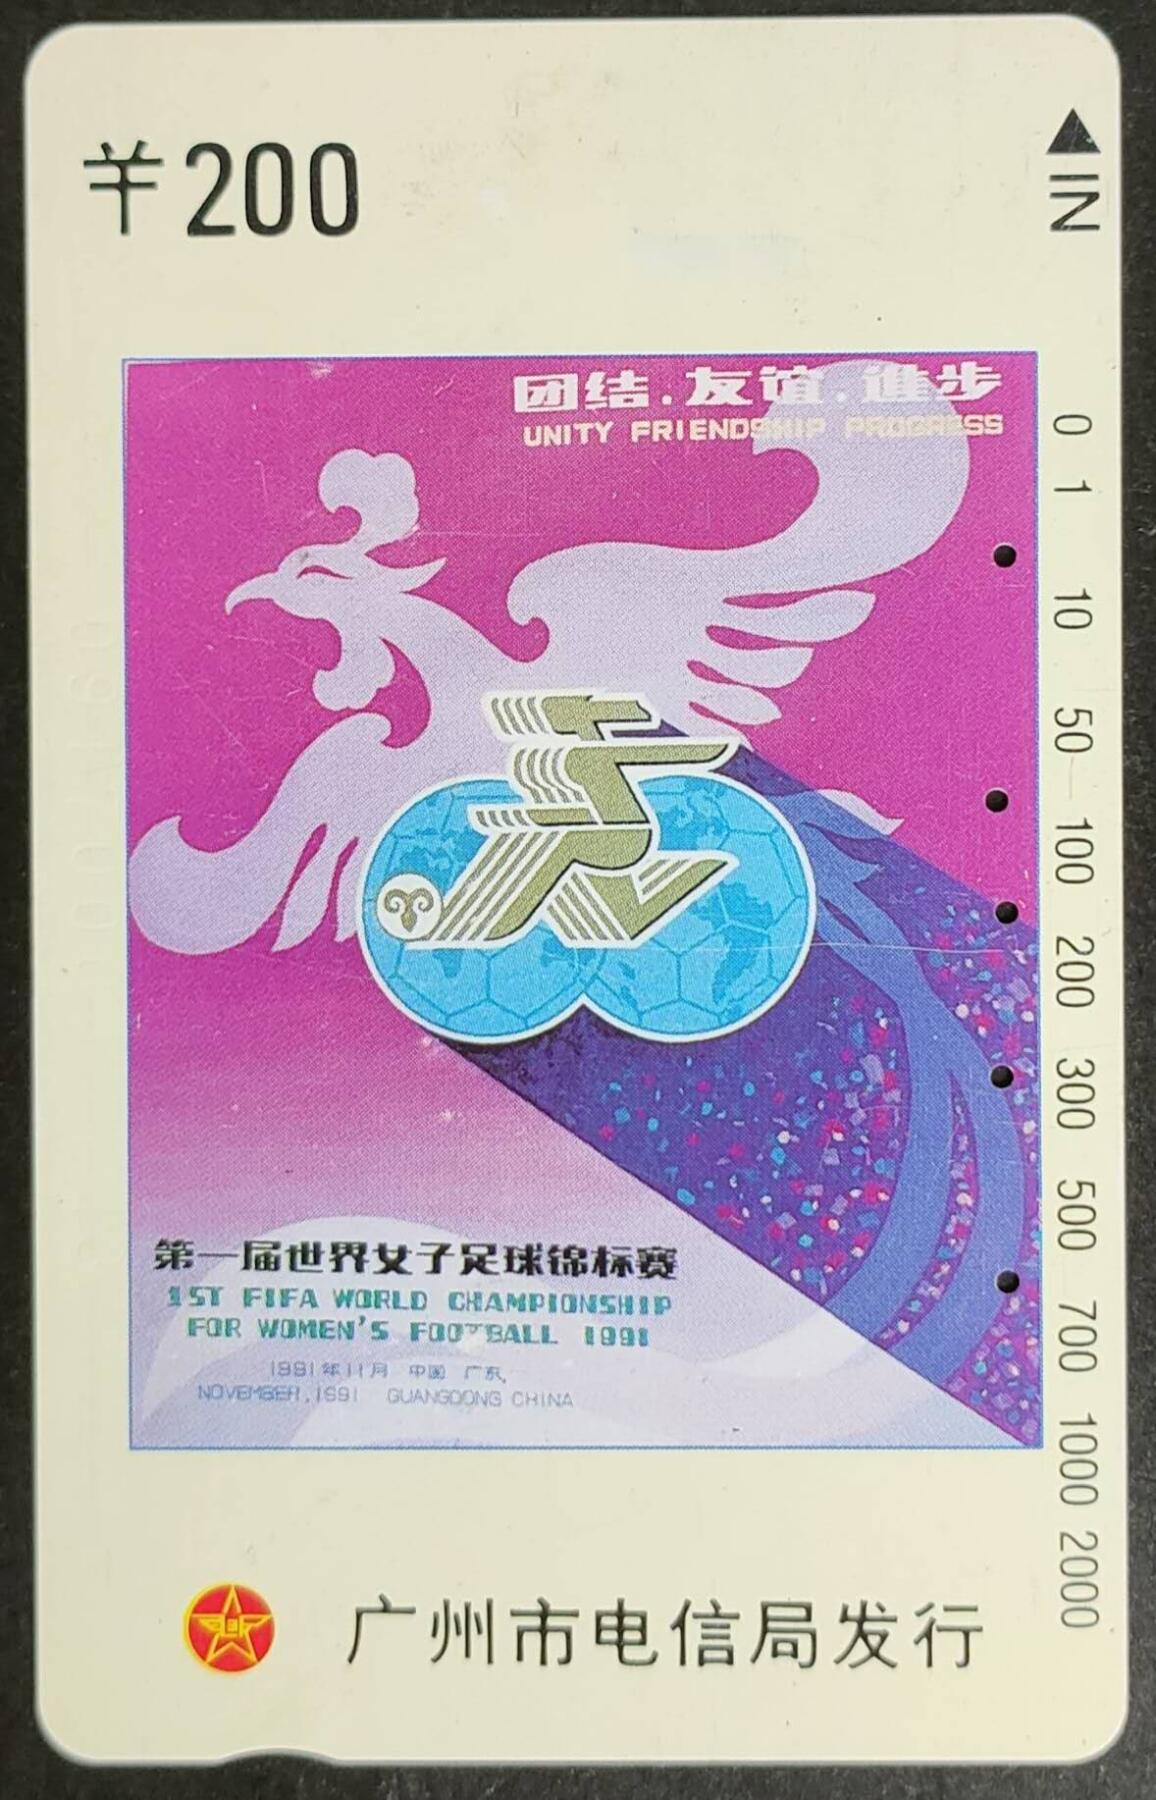 ¥200
IN
团结.友谊.進步
UNITY FRIENDSHIP PROGRESS
0 1 10 50 100 200 300 500 700 1000 2000
第一届世界女子足球锦标赛
1ST FIFA WORLD CHAMPIONSHIP
FOR WOMEN'S FOOTBALL 1991
1991年11月 中国 广东
NOVEMBER,1991 GUANGDONG CHINA
广州市电信局发行